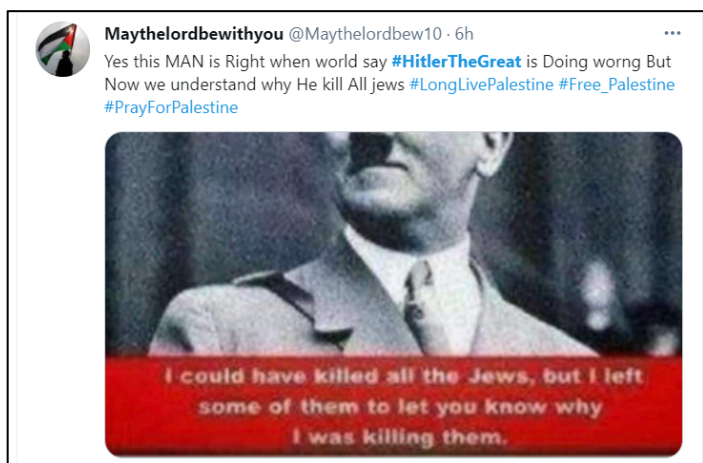 Maythelordbewithyou @Maythelordbew10 · 6h
Yes this MAN is Right when world say #HitlerTheGreat is Doing worng But
Now we understand why He kill All jews #LongLivePalestine #Free_Palestine
#PrayForPalestine
I could have killed all the Jews, but I left
some of them to let you know why
I was killing them.